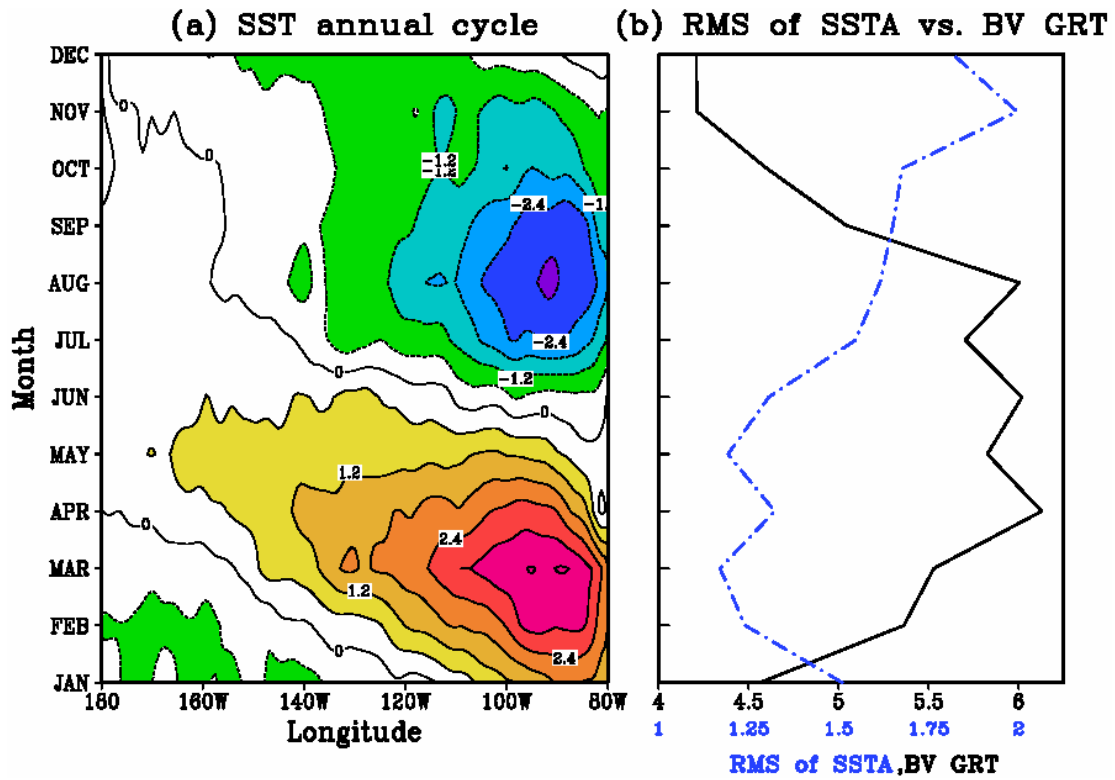 (a) SST annual cycle
(b) RMS of SSTA vs. BV GRT
DEC
NOV
OCT
SEP
AUG
JUL
JUN
MAY
APR
MAR
FEB
JAN
Month
0
0
-1.2
-1.2
-2.4
-1.
-2.4
-1.2
0
0
1.2
0
0
2.4
1.2
0
2.4
180
160W
140W
120W
100W
80W
Longitude
4
4.5
5
5.5
6
1
1.25
1.5
1.75
2
RMS of SSTA,BV GRT